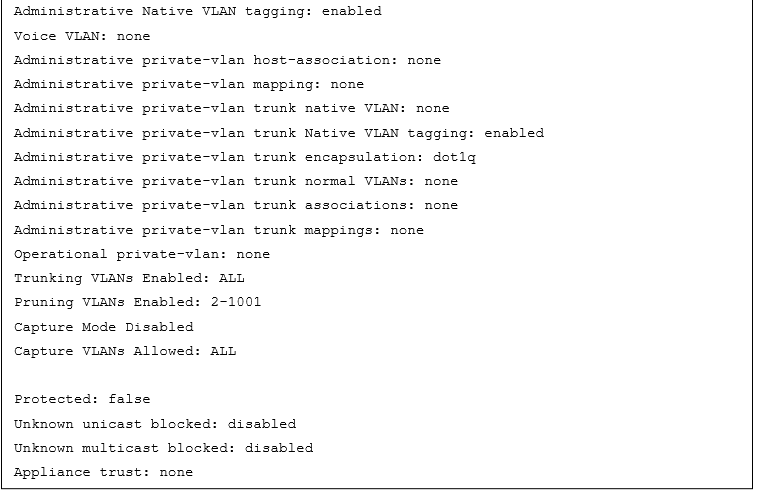 Administrative Native VLAN tagging: enabled
Voice VLAN: none
Administrative private-vlan host-association: none
Administrative private-vlan mapping: none
Administrative private-vlan trunk native VLAN: none
Administrative private-vlan trunk Native VLAN tagging: enabled
Administrative private-vlan trunk encapsulation: dot1q
Administrative private-vlan trunk normal VLANs: none
Administrative private-vlan trunk associations: none
Administrative private-vlan trunk mappings: none
Operational private-vlan: none
Trunking VLANs Enabled: ALL
Pruning VLANs Enabled: 2-1001
Capture Mode Disabled
Capture VLANs Allowed: ALL
Protected: false
Unknown unicast blocked: disabled
Unknown multicast blocked: disabled
Appliance trust: none